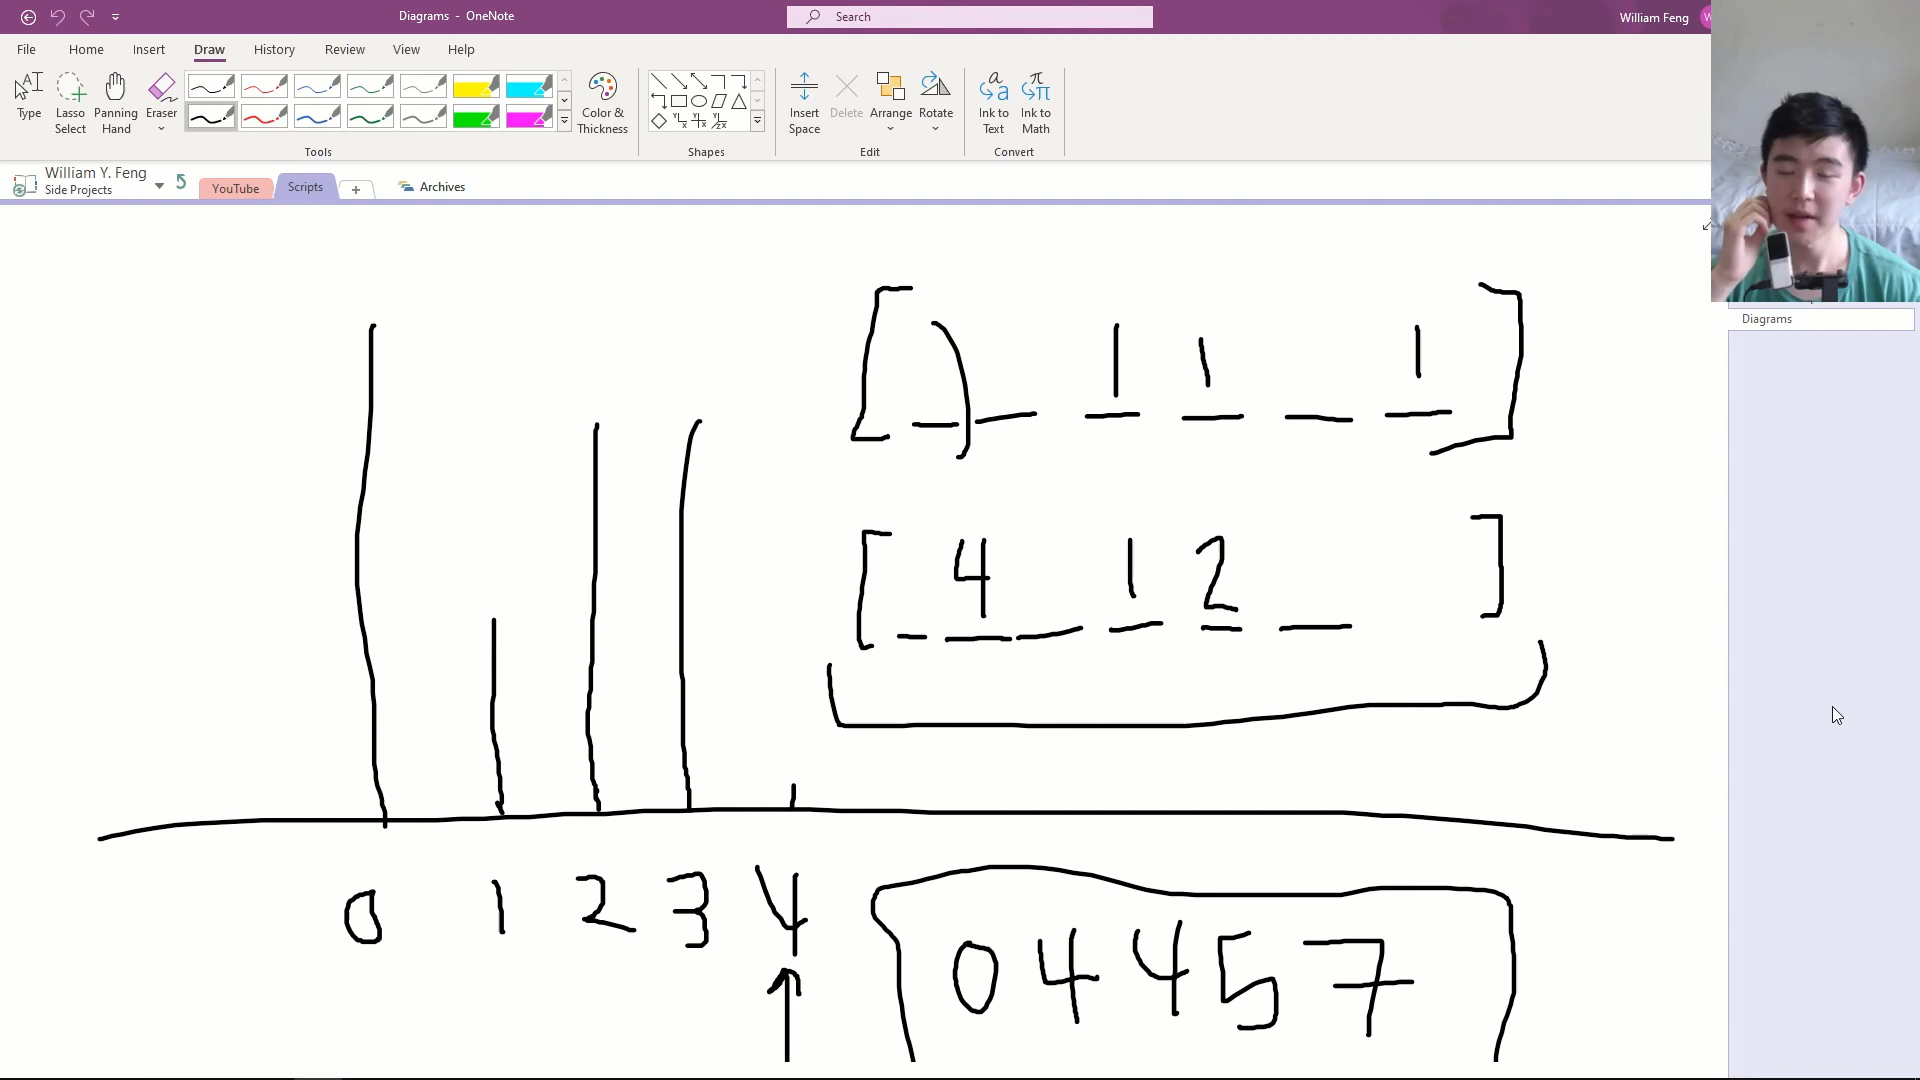 Diagrams - OneNote
Search
William Feng
File Home Insert Draw History Review View Help
Type
Lasso Select
Panning Hand
Eraser
Color & Thickness
Insert Space
Delete
Arrange
Rotate
Ink to Text
Ink to Math
Tools
Shapes
Edit
Convert
William Y. Feng
Side Projects
YouTube
Scripts
+
Archives
Diagrams
[ ) _ 1 1 _ 1 ]
[ _ 4 _ 1 2 _ ]
0 1 2 3 4
0 4 4 5 7